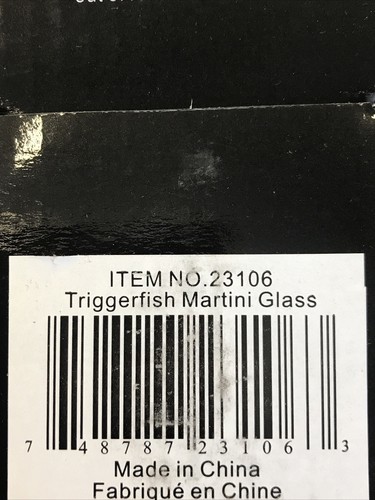 ITEM NO.23106
Triggerfish Martini Glass
7 48787 23106 3
Made in China
Fabriqué en Chine